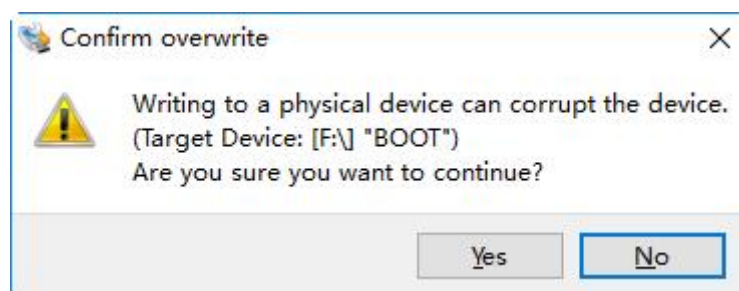 Confirm overwrite
Writing to a physical device can corrupt the device.
(Target Device: [F:\] "BOOT")
Are you sure you want to continue?
Yes
No